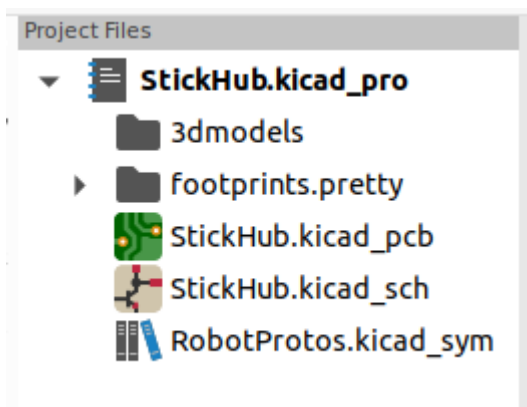 Project Files
StickHub.kicad_pro
3dmodels
footprints.pretty
StickHub.kicad_pcb
StickHub.kicad_sch
RobotProtos.kicad_sym